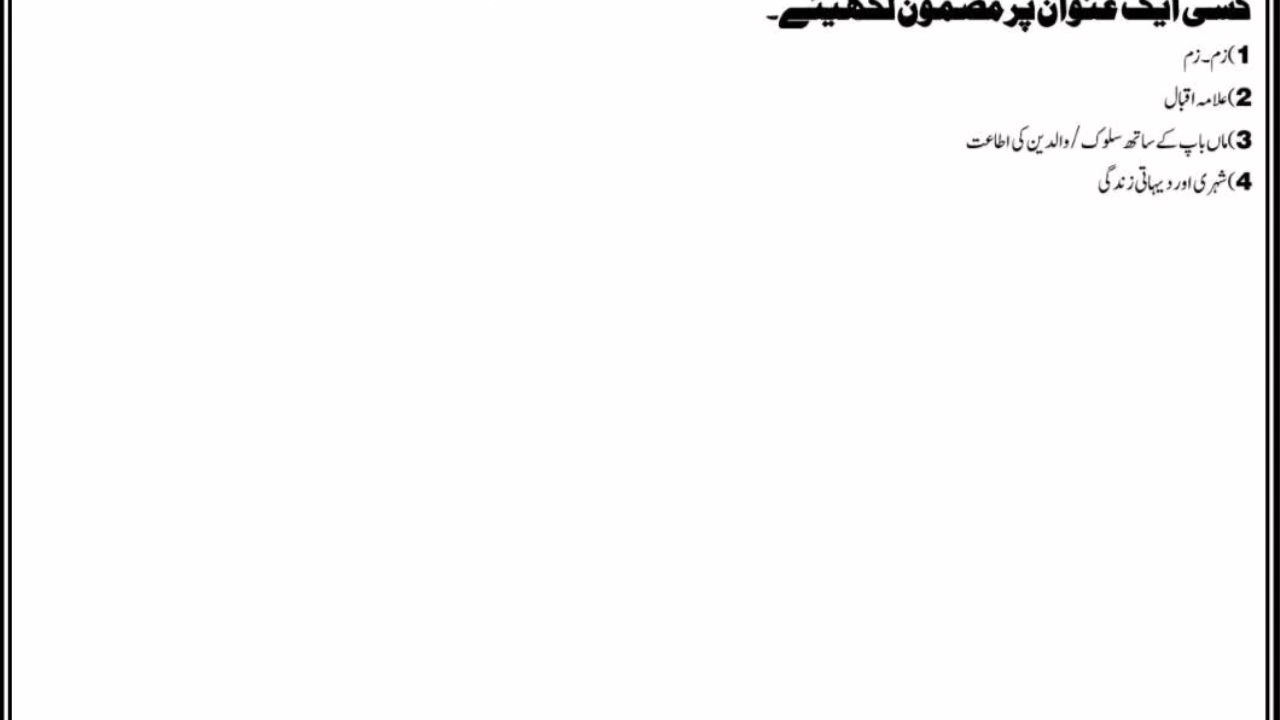 کسی ایک عنوان پر مضمون لکھیئے۔
1)زم۔زم
2)علامہ اقبال
3)ماں باپ کے ساتھ سلوک/والدین کی اطاعت
4)شہری اور دیہاتی زندگی